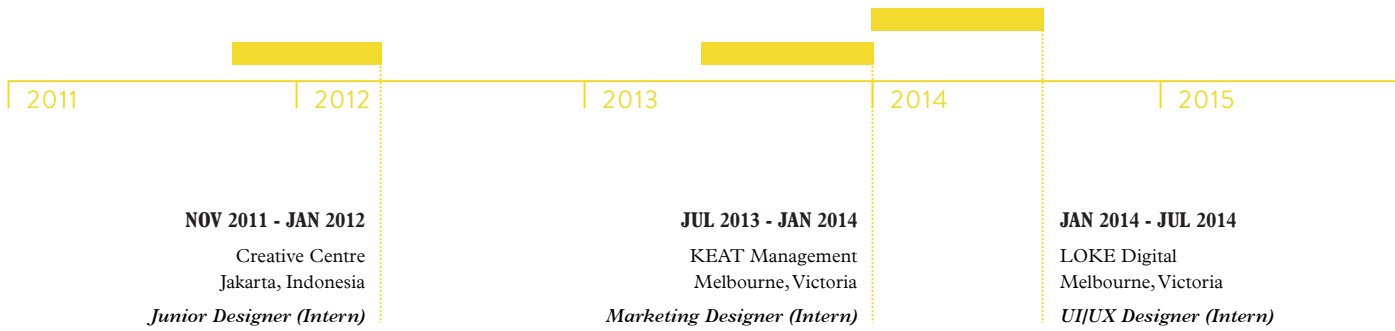 2011
2012
2013
2014
2015
NOV 2011 - JAN 2012
Creative Centre
Jakarta, Indonesia
Junior Designer (Intern)
JUL 2013 - JAN 2014
KEAT Management
Melbourne, Victoria
Marketing Designer (Intern)
JAN 2014 - JUL 2014
LOKE Digital
Melbourne, Victoria
UI/UX Designer (Intern)